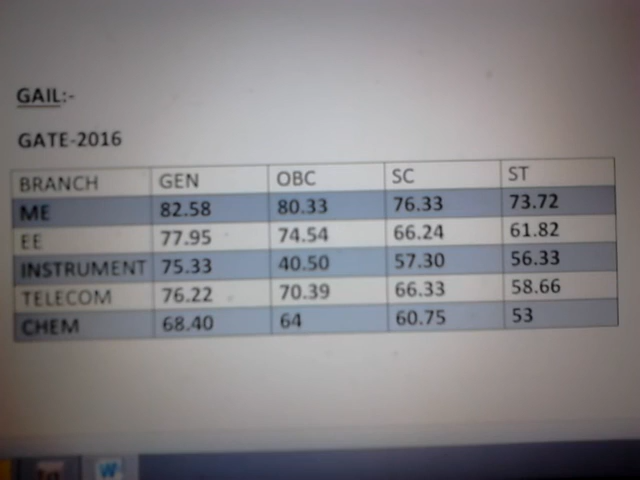 GAIL:-
GATE-2016
BRANCH GEN OBC SC ST
ME 82.58 80.33 76.33 73.72
EE 77.95 74.54 66.24 61.82
INSTRUMENT 75.33 40.50 57.30 56.33
TELECOM 76.22 70.39 66.33 58.66
CHEM 68.40 64 60.75 53
W